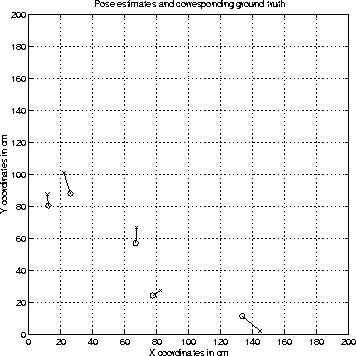 Pose estimates and corresponding ground truth
200
180
160
140
120
100
80
60
40
20
0
Y coordinates in cm
0 20 40 60 80 100 120 140 160 180 200
X coordinates in cm